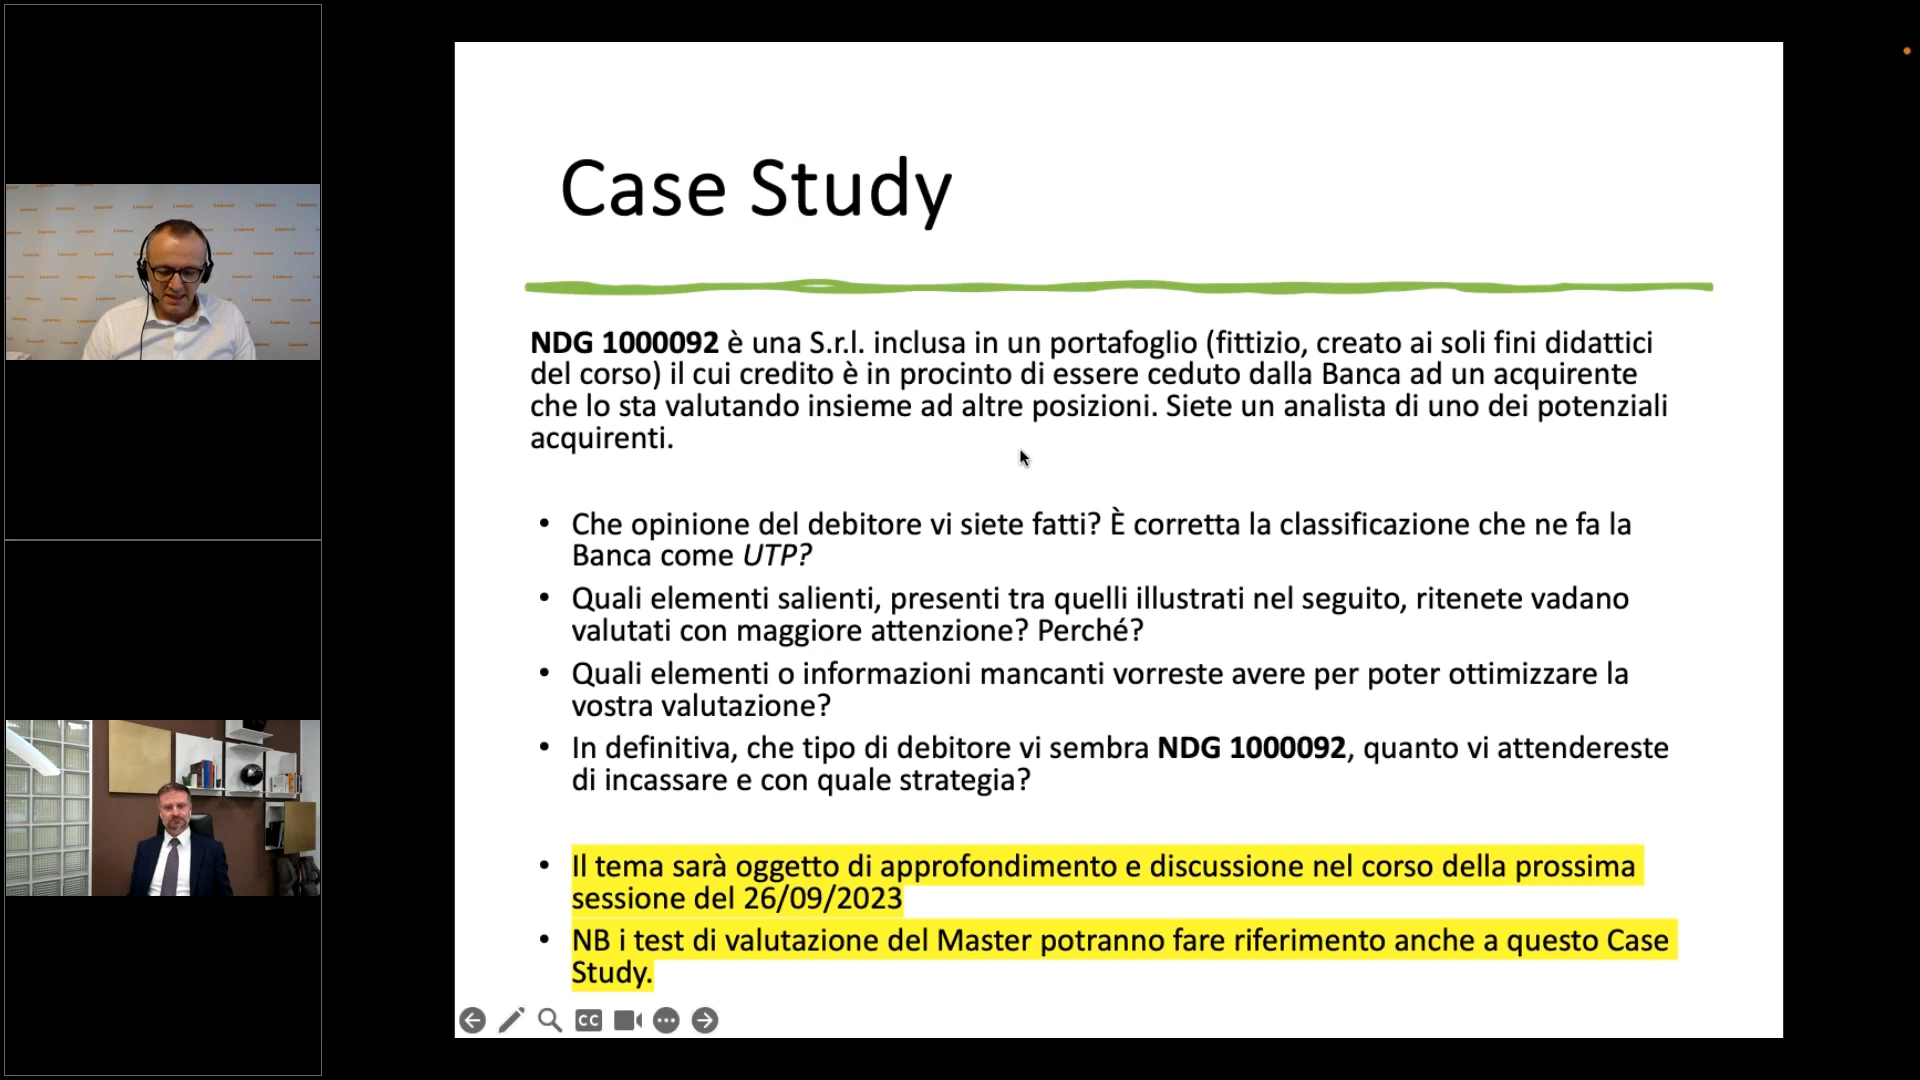 Case Study
NDG 1000092 è una S.r.l. inclusa in un portafoglio (fittizio, creato ai soli fini didattici
del corso) il cui credito è in procinto di essere ceduto dalla Banca ad un acquirente
che lo sta valutando insieme ad altre posizioni. Siete un analista di uno dei potenziali
acquirenti.
• Che opinione del debitore vi siete fatti? È corretta la classificazione che ne fa la
Banca come UTP?
• Quali elementi salienti, presenti tra quelli illustrati nel seguito, ritenete vadano
valutati con maggiore attenzione? Perché?
• Quali elementi o informazioni mancanti vorreste avere per poter ottimizzare la
vostra valutazione?
• In definitiva, che tipo di debitore vi sembra NDG 1000092, quanto vi attendereste
di incassare e con quale strategia?
• Il tema sarà oggetto di approfondimento e discussione nel corso della prossima
sessione del 26/09/2023
• NB i test di valutazione del Master potranno fare riferimento anche a questo Case
Study.
CC